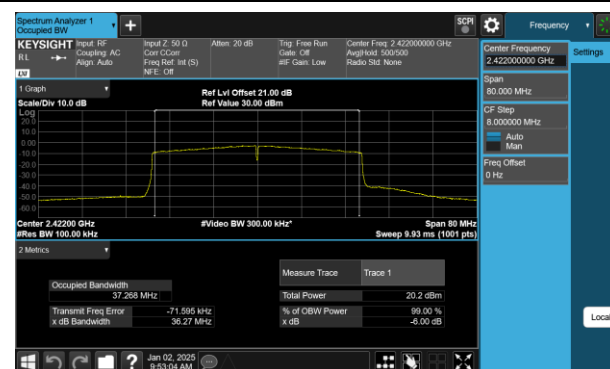 Spectrum Analyzer 1
Occupied BW
SCPI
Frequency
KEYSIGHT
RL
Input: RF
Coupling: AC
Align: Auto
Input Z: 50 Ω
Corr CCorr
Freq Ref: Int (S)
NFE: Off
Atten: 20 dB
Trig: Free Run
Gate: Off
#IF Gain: Low
Center Freq: 2.422000000 GHz
Avg|Hold: 500/500
Radio Std: None
LNI
Center Frequency
2.422000000 GHz
Settings
Span
80.000 MHz
CF Step
8.000000 MHz
Auto
Man
Freq Offset
0 Hz
Local
1 Graph
Scale/Div 10.0 dB
Ref Lvl Offset 21.00 dB
Ref Value 30.00 dBm
Log
20.0
10.0
0.00
-10.0
-20.0
-30.0
-40.0
-50.0
-60.0
Center 2.42200 GHz
#Res BW 100.00 kHz
#Video BW 300.00 kHz*
Span 80 MHz
Sweep 9.93 ms (1001 pts)
2 Metrics
Measure Trace Trace 1
Occupied Bandwidth
37.268 MHz
Total Power 20.2 dBm
Transmit Freq Error -71.595 kHz
% of OBW Power 99.00 %
x dB Bandwidth 36.27 MHz
x dB -6.00 dB
Jan 02, 2025
9:53:04 AM